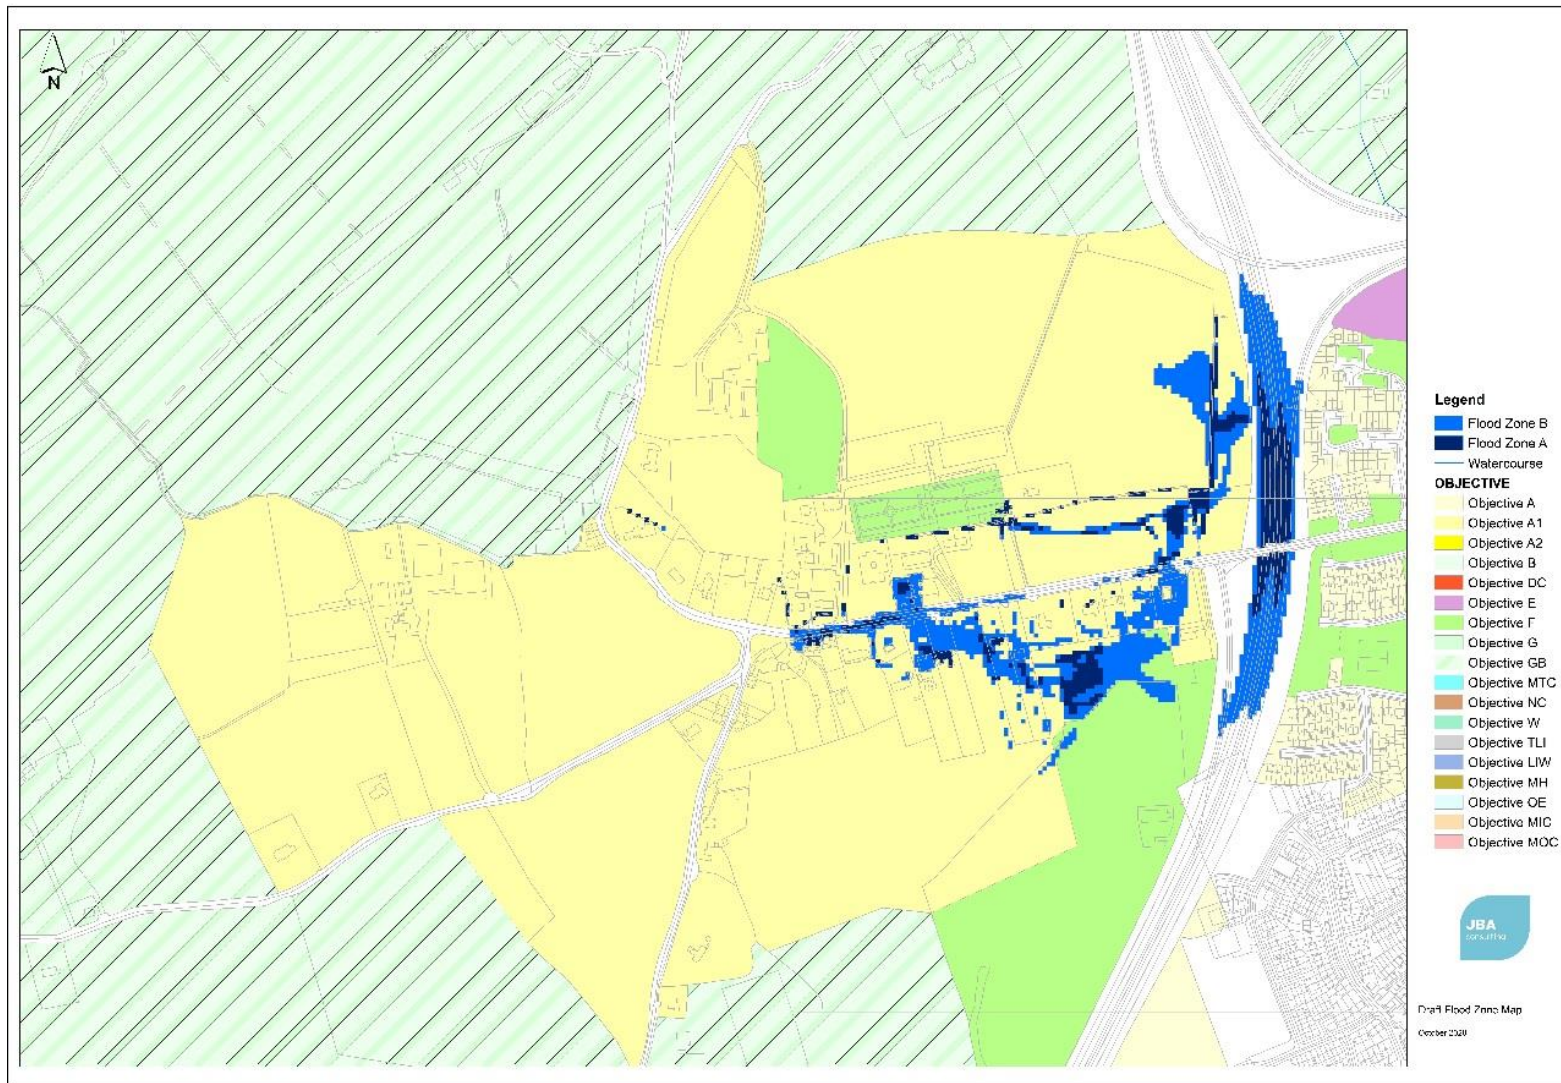 N
Legend
Flood Zone B
Flood Zone A
Watercourse
OBJECTIVE
Objective A
Objective A1
Objective A2
Objective B
Objective DC
Objective E
Objective F
Objective G
Objective GB
Objective MTC
Objective NC
Objective W
Objective TLI
Objective LIW
Objective MH
Objective OE
Objective MIC
Objective MOC
JBA
consulting
Draft Flood Zone Map
October 2020